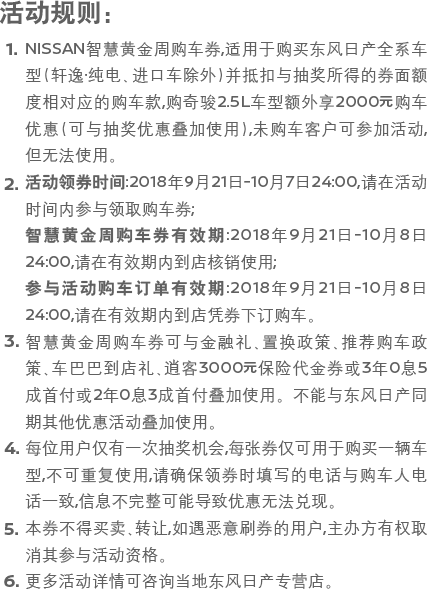 活动规则：
1. NISSAN智慧黄金周购车券,适用于购买东风日产全系车
型(轩逸·纯电、进口车除外)并抵扣与抽奖所得的券面额
度相对应的购车款,购奇骏2.5L车型额外享2000元购车
优惠(可与抽奖优惠叠加使用),未购车客户可参加活动,
但无法使用。
2. 活动领券时间:2018年9月21日-10月7日24:00,请在活动
时间内参与领取购车券;
智慧黄金周购车券有效期:2018年9月21日-10月8日
24:00,请在有效期内到店核销使用;
参与活动购车订单有效期:2018年9月21日-10月8日
24:00,请在有效期内到店凭券下订购车。
3. 智慧黄金周购车券可与金融礼、置换政策、推荐购车政
策、车巴巴到店礼、逍客3000元保险代金券或3年0息5
成首付或2年0息3成首付叠加使用。不能与东风日产同
期其他优惠活动叠加使用。
4. 每位用户仅有一次抽奖机会,每张券仅可用于购买一辆车
型,不可重复使用,请确保领券时填写的电话与购车人电
话一致,信息不完整可能导致优惠无法兑现。
5. 本券不得买卖、转让,如遇恶意刷券的用户,主办方有权取
消其参与活动资格。
6. 更多活动详情可咨询当地东风日产专营店。